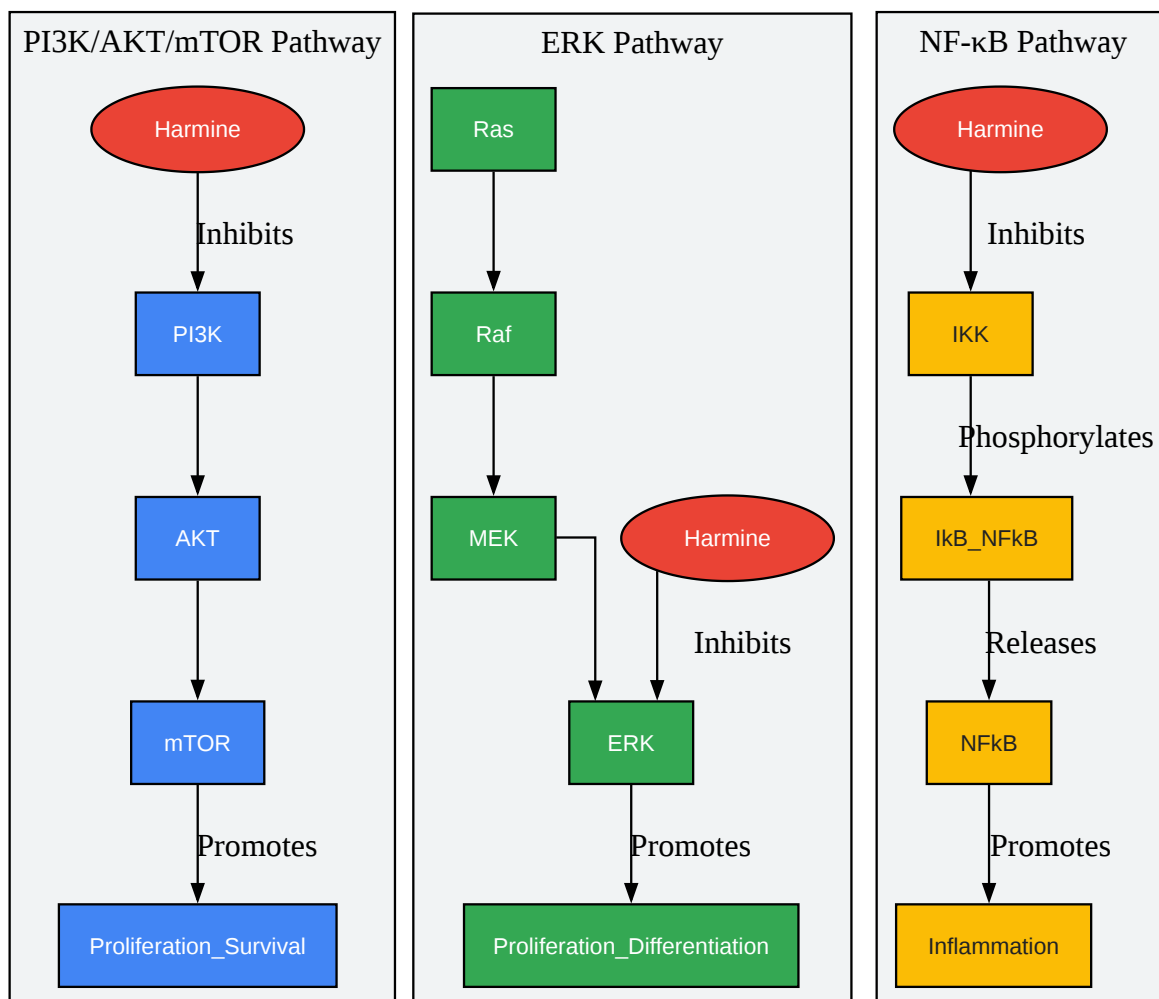 PI3K/AKT/mTOR Pathway
Harmine
Inhibits
PI3K
AKT
mTOR
Promotes
Proliferation_Survival
ERK Pathway
Ras
Raf
MEK
Harmine
Inhibits
ERK
Promotes
Proliferation_Differentiation
NF-κB Pathway
Harmine
Inhibits
IKK
Phosphorylates
IkB_NFkB
Releases
NFkB
Promotes
Inflammation